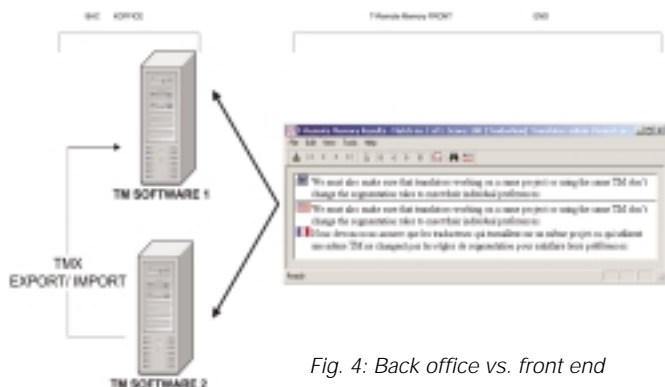 BAC KOFFICE
T-Remote Memory FRONT END
TM SOFTWARE 1
T-Remote Memory Results
File Edit View Tools Help
We must also make sure that translators working on a same project or using the same TM don't
change the segmentation rules to meet their individual preferences.
We must also make sure that translators working on a same project or using the same TM don't
change the segmentation rules to meet their individual preferences.
Nous devons nous assurer que les traducteurs qui travaillent sur un même projet ou qui utilisent
une même TM ne changent pas les règles de segmentation pour satisfaire leurs préférences
Ready
TMX
EXPORT/ IMPORT
TM SOFTWARE 2
Fig. 4: Back office vs. front end